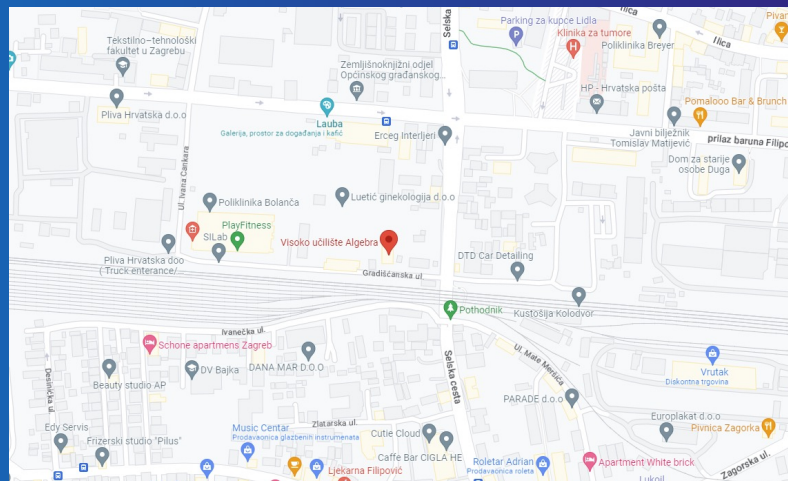 Ilica
Pivan
Parking za kupce Lidla
Tekstilno–tehnološki
fakultet u Zagrebu
Selska
Klinika za tumore
Poliklinika Breyer
Ilica
Zemljišnoknjižni odjel
Općinskog građanskog...
HP - Hrvatska pošta
Pliva Hrvatska d.o.o
Pomalooo Bar & Brunch
Lauba
Galerija, prostor za događanja i kafić
Erceg Interijeri
Javni bilježnik
Tomislav Matijević
prilaz baruna Filipo
Dom za starije
osobe Duga
Ul. Ivana Cankara
Poliklinika Bolanča
Luetić ginekologija d.o.o
PlayFitness
SILab
Visoko učilište Algebra
Pliva Hrvatska doo
( Truck enterance/...
DTD Car Detailing
Gradišćanska ul.
Pothodnik
Kustošija Kolodvor
Ivanečka ul.
Schone apartmens Zagreb
Ul. Mate Meršića
DV Bajka
DANA MAR D.O.O
Selska cesta
Vrutak
Diskontna trgovina
Desinička ul.
Beauty studio AP
PARADE d.o.o
Europlakat d.o.o
Zlatarska ul.
Edy Servis
Music Centar
Prodavaonica glazbenih instrumenata
Cutie Cloud
Pivnica Zagorka
Frizerski studio "Pilus"
Caffe Bar CIGLA HE
Ljekarna Filipović
Roletar Adrian
Prodavaonica roleta
Apartment White brick
Zagorska ul.
Lukoil